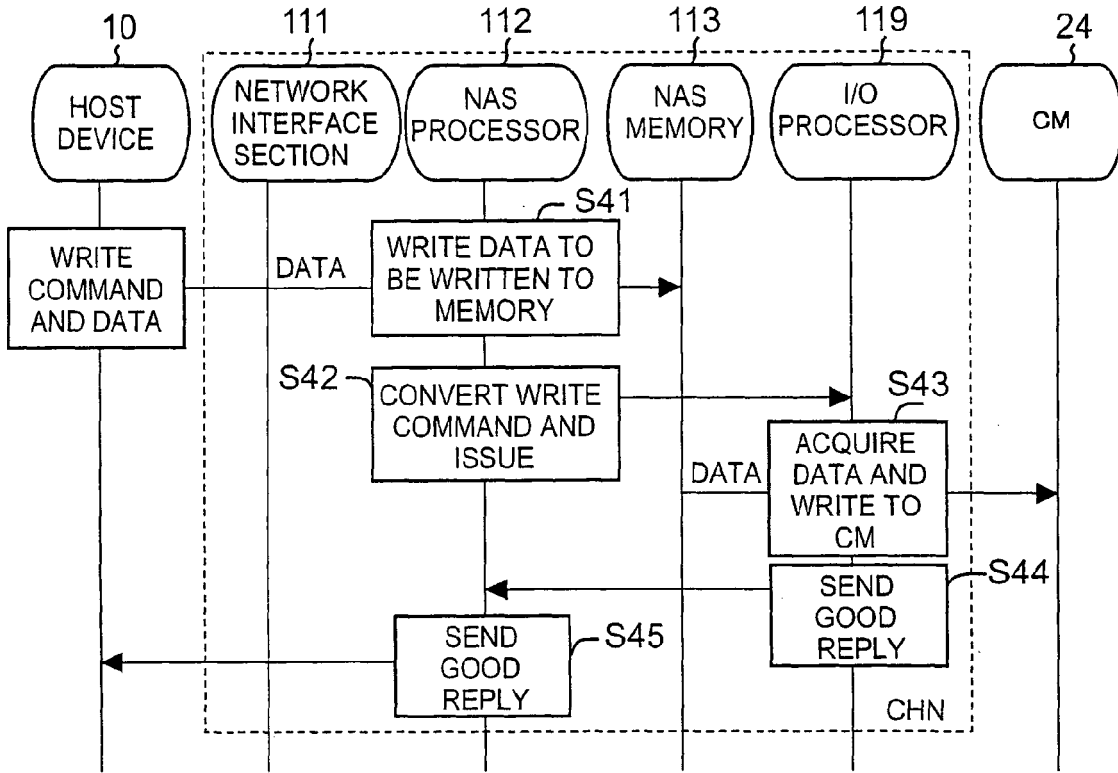 10 111 112 113 119 24
HOST
DEVICE
NETWORK
INTERFACE
SECTION
NAS
PROCESSOR
NAS
MEMORY
I/O
PROCESSOR
CM
WRITE
COMMAND
AND DATA
DATA
S41
WRITE DATA TO
BE WRITTEN TO
MEMORY
S42
CONVERT WRITE
COMMAND AND
ISSUE
S43
DATA
ACQUIRE
DATA AND
WRITE TO
CM
S44
SEND
GOOD
REPLY
S45
SEND
GOOD
REPLY
CHN